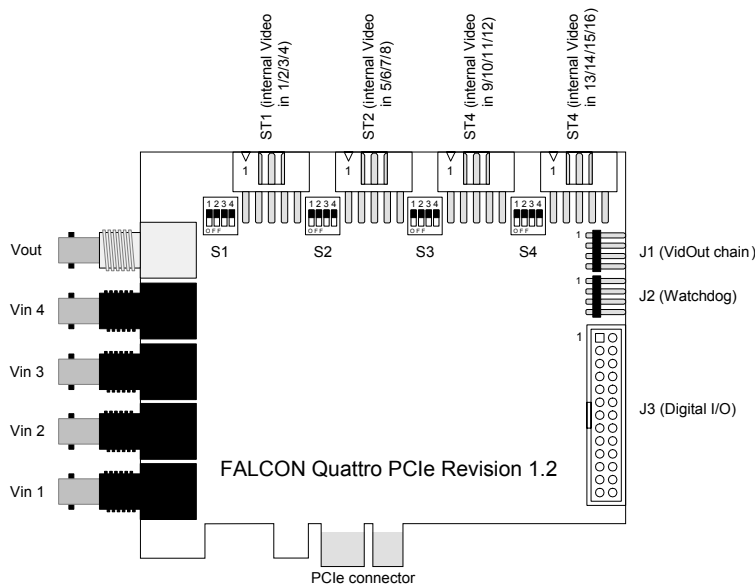 ST1 (internal Video
in 1/2/3/4)
ST2 (internal Video
in 5/6/7/8)
ST4 (internal Video
in 9/10/11/12)
ST4 (internal Video
in 13/14/15/16)
1
1
1
1
1 2 3 4
OFF
S1
1 2 3 4
OFF
S2
1 2 3 4
OFF
S3
1 2 3 4
OFF
S4
Vout
Vin 4
Vin 3
Vin 2
Vin 1
1
J1 (VidOut chain)
1
J2 (Watchdog)
1
J3 (Digital I/O)
FALCON Quattro PCIe Revision 1.2
PCIe connector